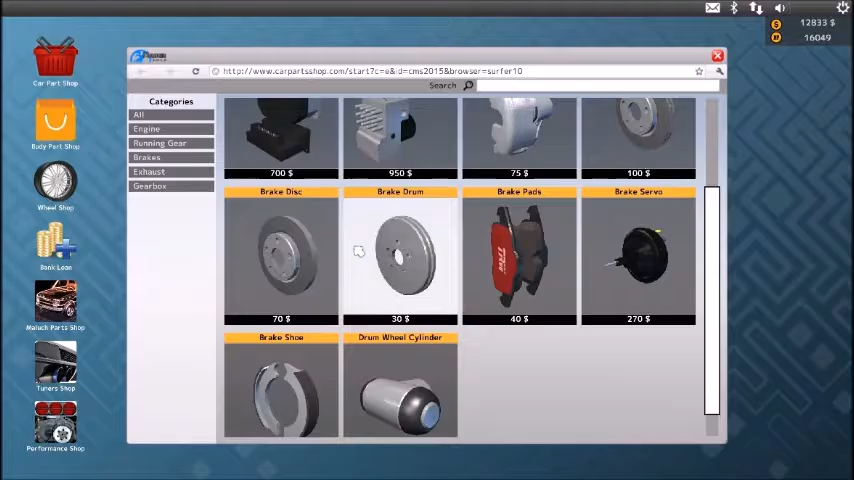 12833 $
16049
Car Part Shop
Body Part Shop
Wheel Shop
Bank Loan
Maluch Parts Shop
Tuners Shop
Performance Shop
http://www.carpartsshop.com/start?c=e&id=cms2015&browser=surfer10
Search
Categories
All
Engine
Running Gear
Brakes
Exhaust
Gearbox
700 $
950 $
75 $
100 $
Brake Disc
Brake Drum
Brake Pads
Brake Servo
70 $
30 $
40 $
270 $
Brake Shoe
Drum Wheel Cylinder